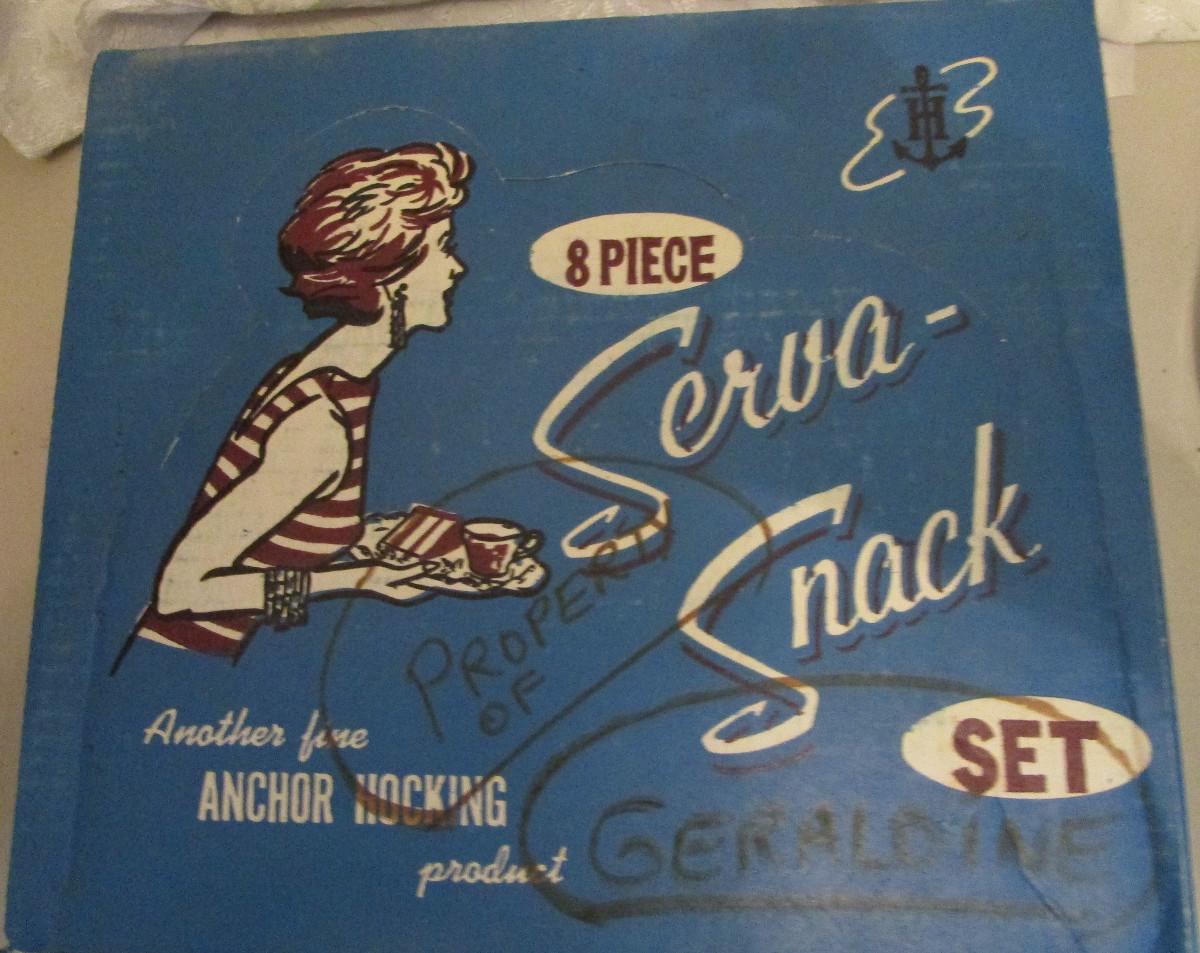 H
8 PIECE
Serva-
Snack
SET
PROPERTY
OF
GERALDINE
Another fine
ANCHOR HOCKING
product